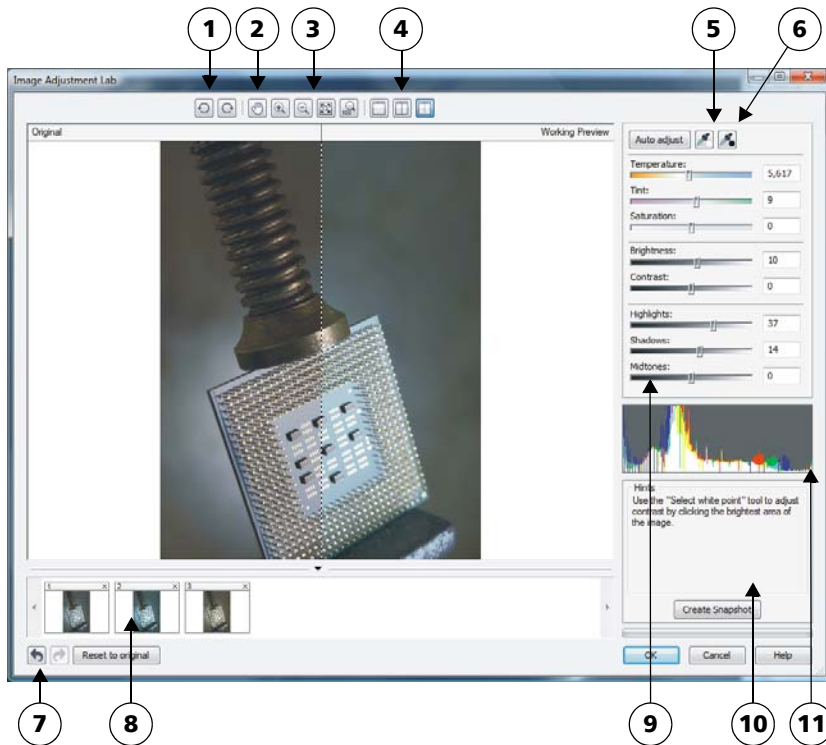 1 2 3 4 5 6
Image Adjustment Lab
Original Working Preview
Auto adjust
Temperature:
5,617
Tint:
9
Saturation:
0
Brightness:
10
Contrast:
0
Highlights:
37
Shadows:
14
Midtones:
0
Hints
Use the "Select white point" tool to adjust
contrast by clicking the brightest area of
the image.
1 x 2 x 3 x
Create Snapshot
Reset to original
OK Cancel Help
7 8 9 10 11